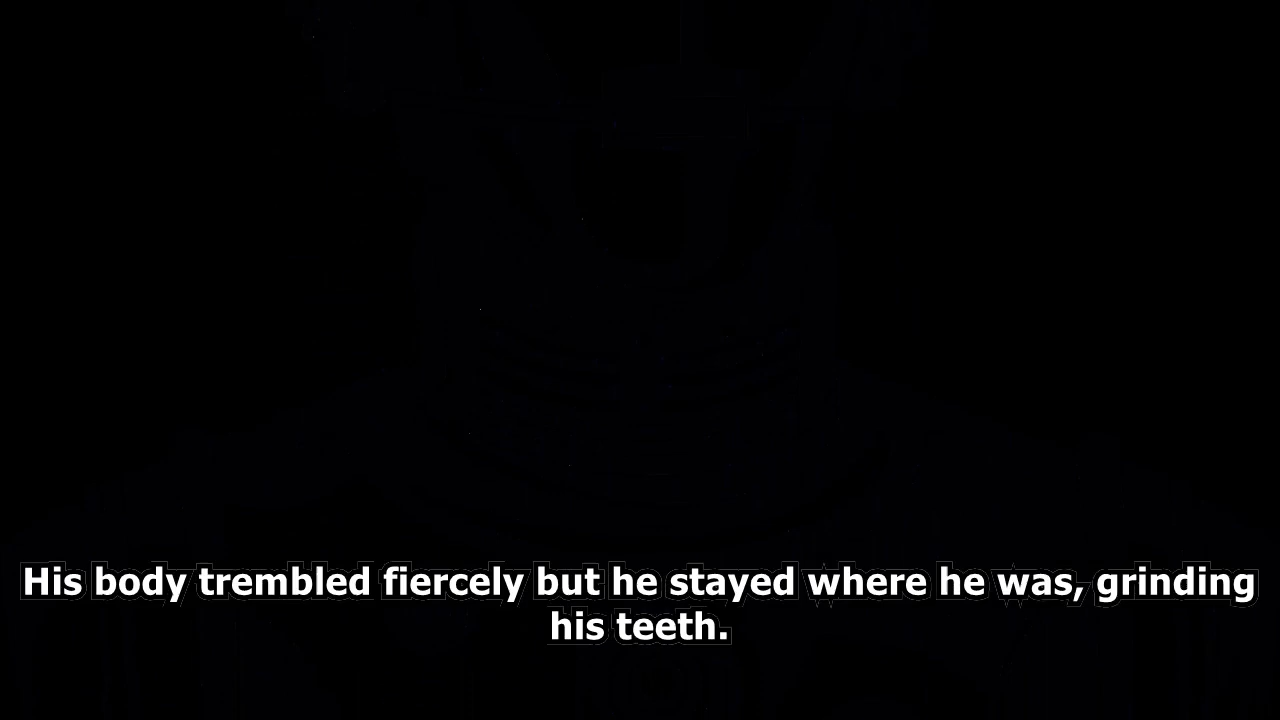 His body trembled fiercely but he stayed where he was, grinding
his teeth.